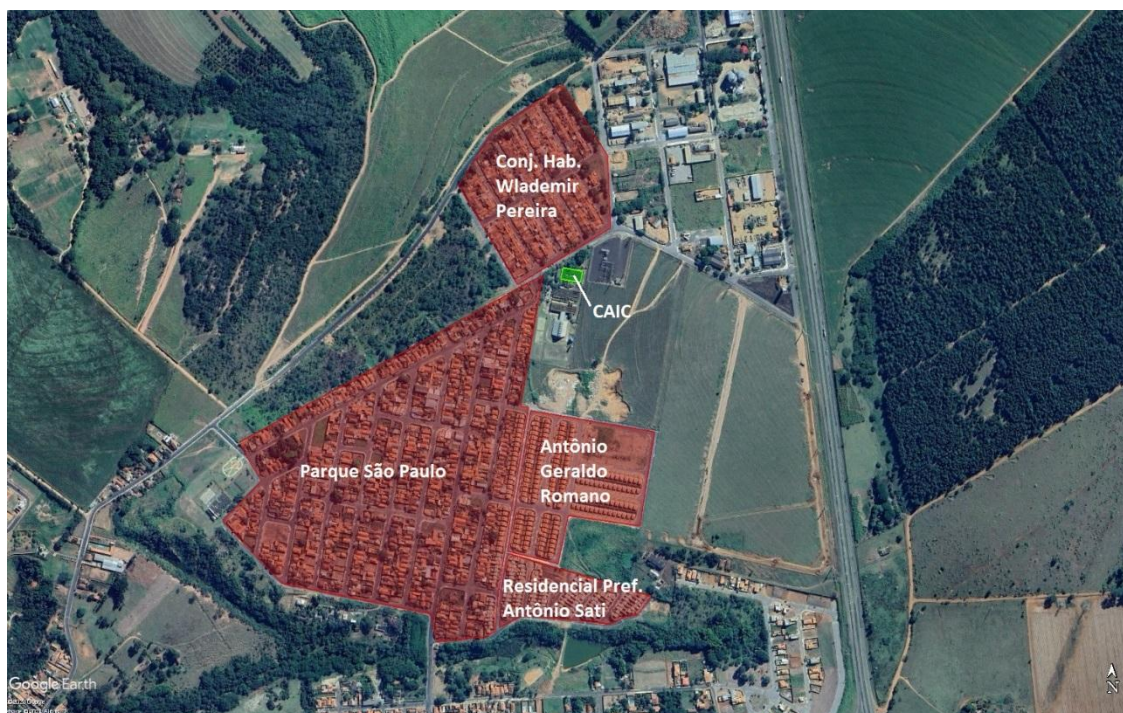 Conj. Hab.
Wlademir
Pereira
CAIC
Antônio
Geraldo
Romano
Parque São Paulo
Residencial Pref.
Antônio Sati
Google Earth
N